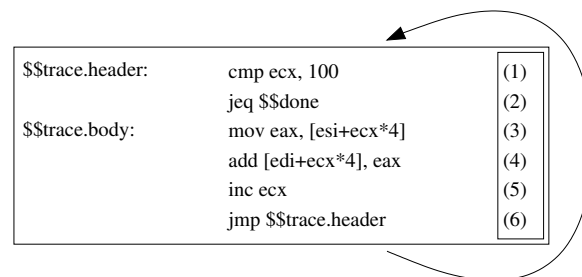 $$trace.header: cmp ecx, 100 (1)
jeq $$done (2)
$$trace.body: mov eax, [esi+ecx*4] (3)
add [edi+ecx*4], eax (4)
inc ecx (5)
jmp $$trace.header (6)